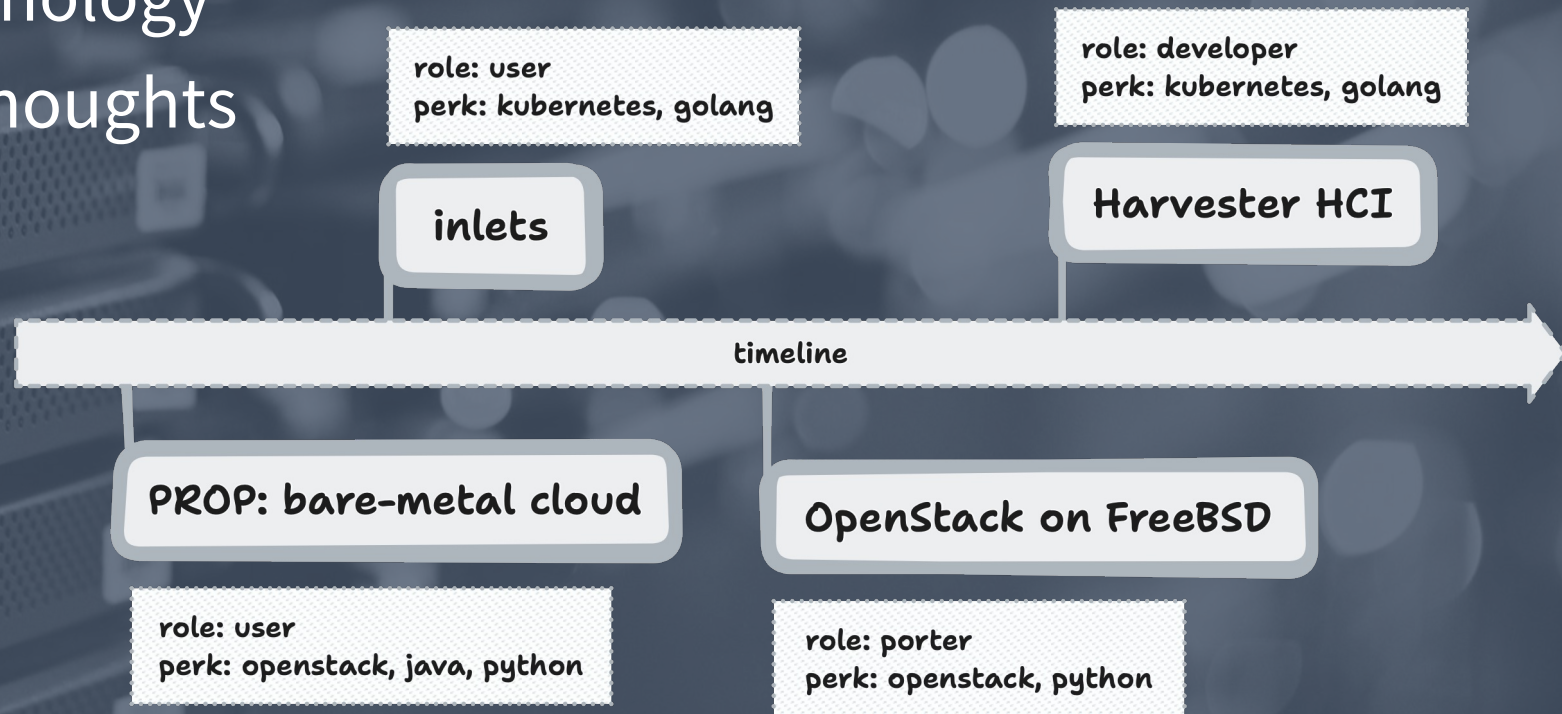 nology
noughts
role: user
perk: kubernetes, golang
role: developer
perk: kubernetes, golang
inlets
Harvester HCI
timeline
PROP: bare-metal cloud
OpenStack on FreeBSD
role: user
perk: openstack, java, python
role: porter
perk: openstack, python